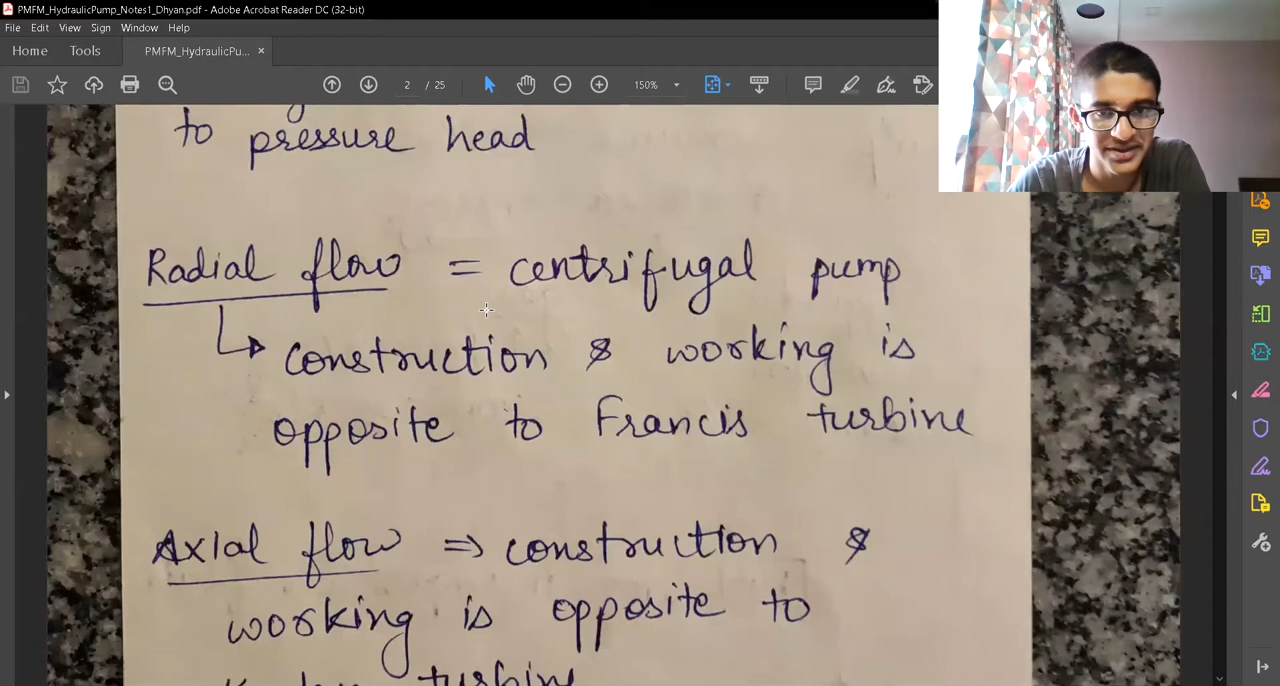 PMFM_HydraulicPump_Notes1_Dhyan.pdf - Adobe Acrobat Reader DC (32-bit)
File Edit View Sign Window Help
Home Tools PMFM_HydraulicPu... ×
2 / 25 150%
to pressure head
Radial flow = centrifugal pump
construction & working is
opposite to Francis turbine
Axial flow ⇒ construction &
working is opposite to
turbine